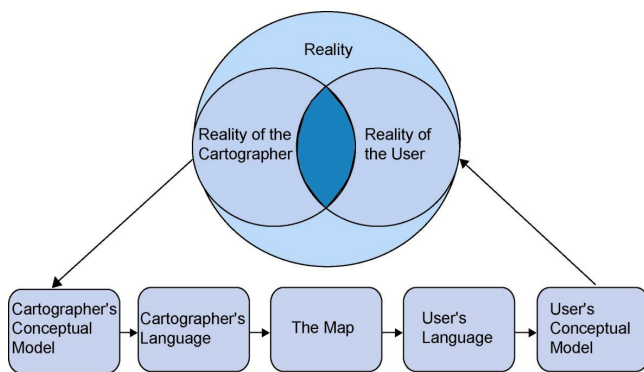 Reality
Reality of the
Cartographer
Reality of
the User
Cartographer's
Conceptual
Model
Cartographer's
Language
The Map
User's
Language
User's
Conceptual
Model